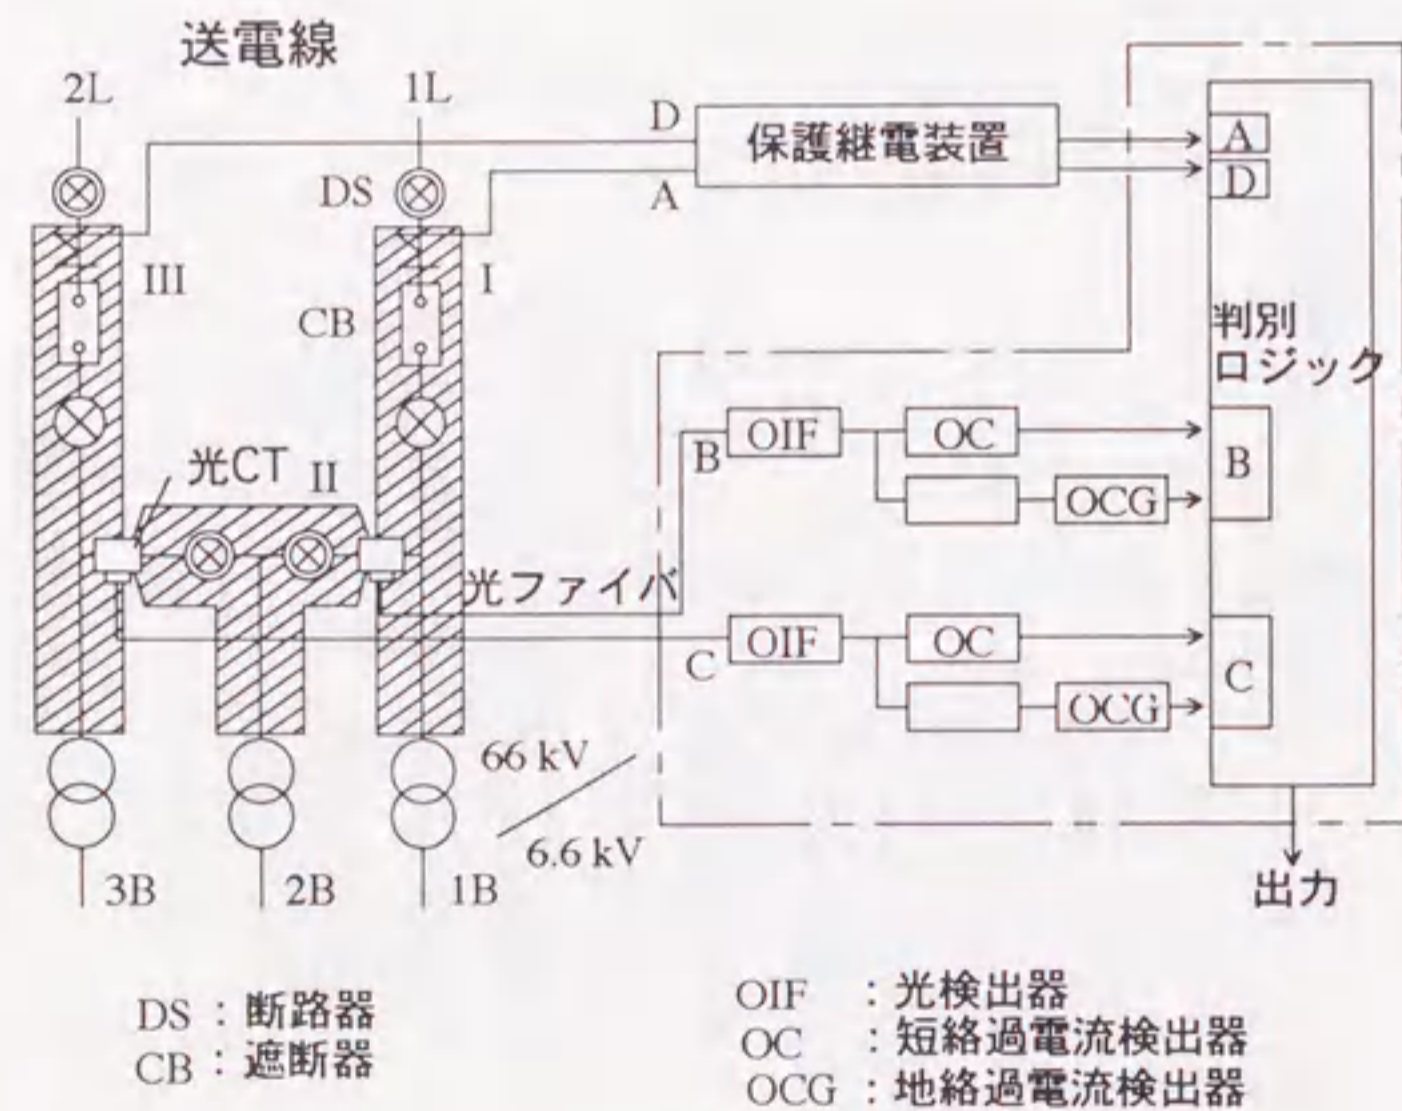 送電線
2L
1L
D
保護継電装置
A
A
D
DS
III
I
CB
判別
ロジック
光CT
II
B
OIF
OC
B
OCG
光ファイバ
C
OIF
OC
C
OCG
66 kV
6.6 kV
3B
2B
1B
出力
DS : 断路器
CB : 遮断器
OIF : 光検出器
OC : 短絡過電流検出器
OCG : 地絡過電流検出器